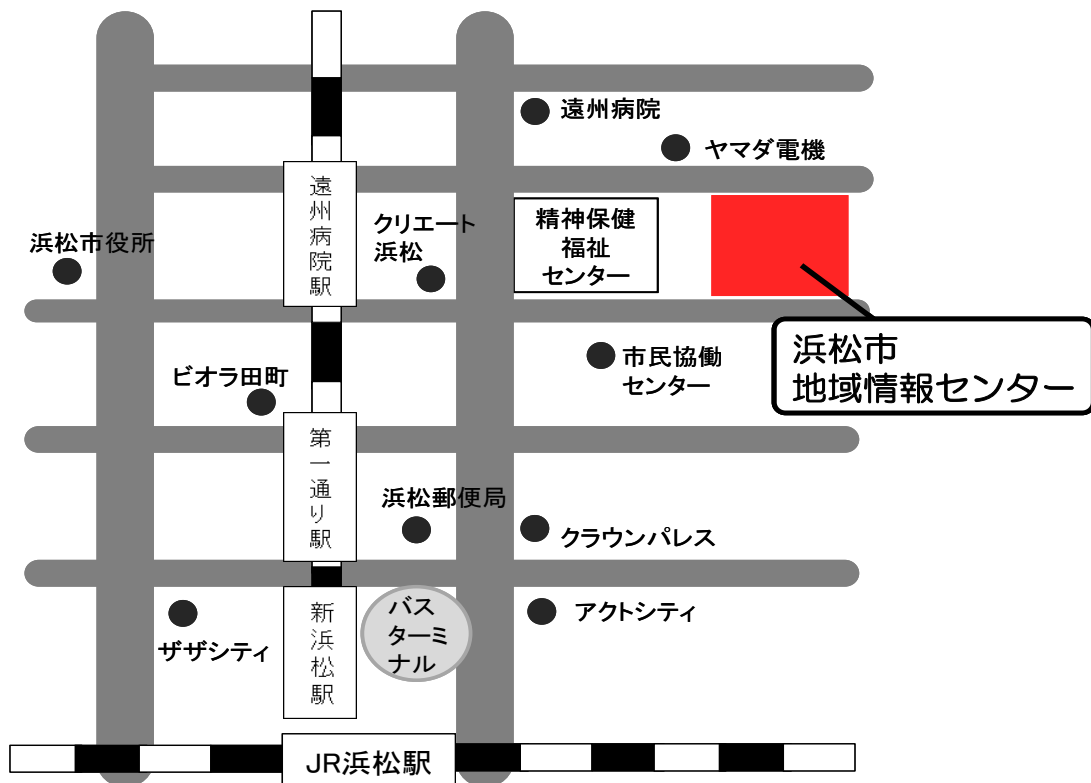 遠州病院
ヤマダ電機
遠州病院駅
クリエート
浜松
精神保健
福祉
センター
浜松市役所
浜松市
地域情報センター
市民協働
センター
ビオラ田町
第一通り駅
浜松郵便局
クラウンパレス
バス
ターミ
ナル
アクトシティ
新浜松駅
ザザシティ
JR浜松駅